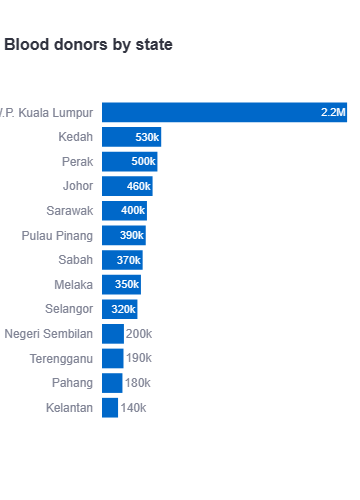 Blood donors by state
/.P. Kuala Lumpur 2.2M
Kedah 530k
Perak 500k
Johor 460k
Sarawak 400k
Pulau Pinang 390k
Sabah 370k
Melaka 350k
Selangor 320k
Negeri Sembilan 200k
Terengganu 190k
Pahang 180k
Kelantan 140k